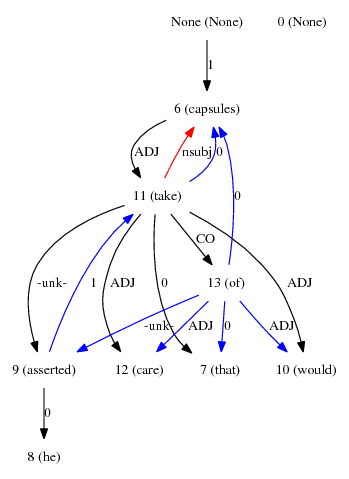 None (None) 0 (None)
1
6 (capsules)
ADJ nsubj 0
11 (take) 0
CO
-unk- 1 ADJ 0 13 (of) ADJ
-unk- ADJ 0 ADJ
9 (asserted) 12 (care) 7 (that) 10 (would)
0
8 (he)